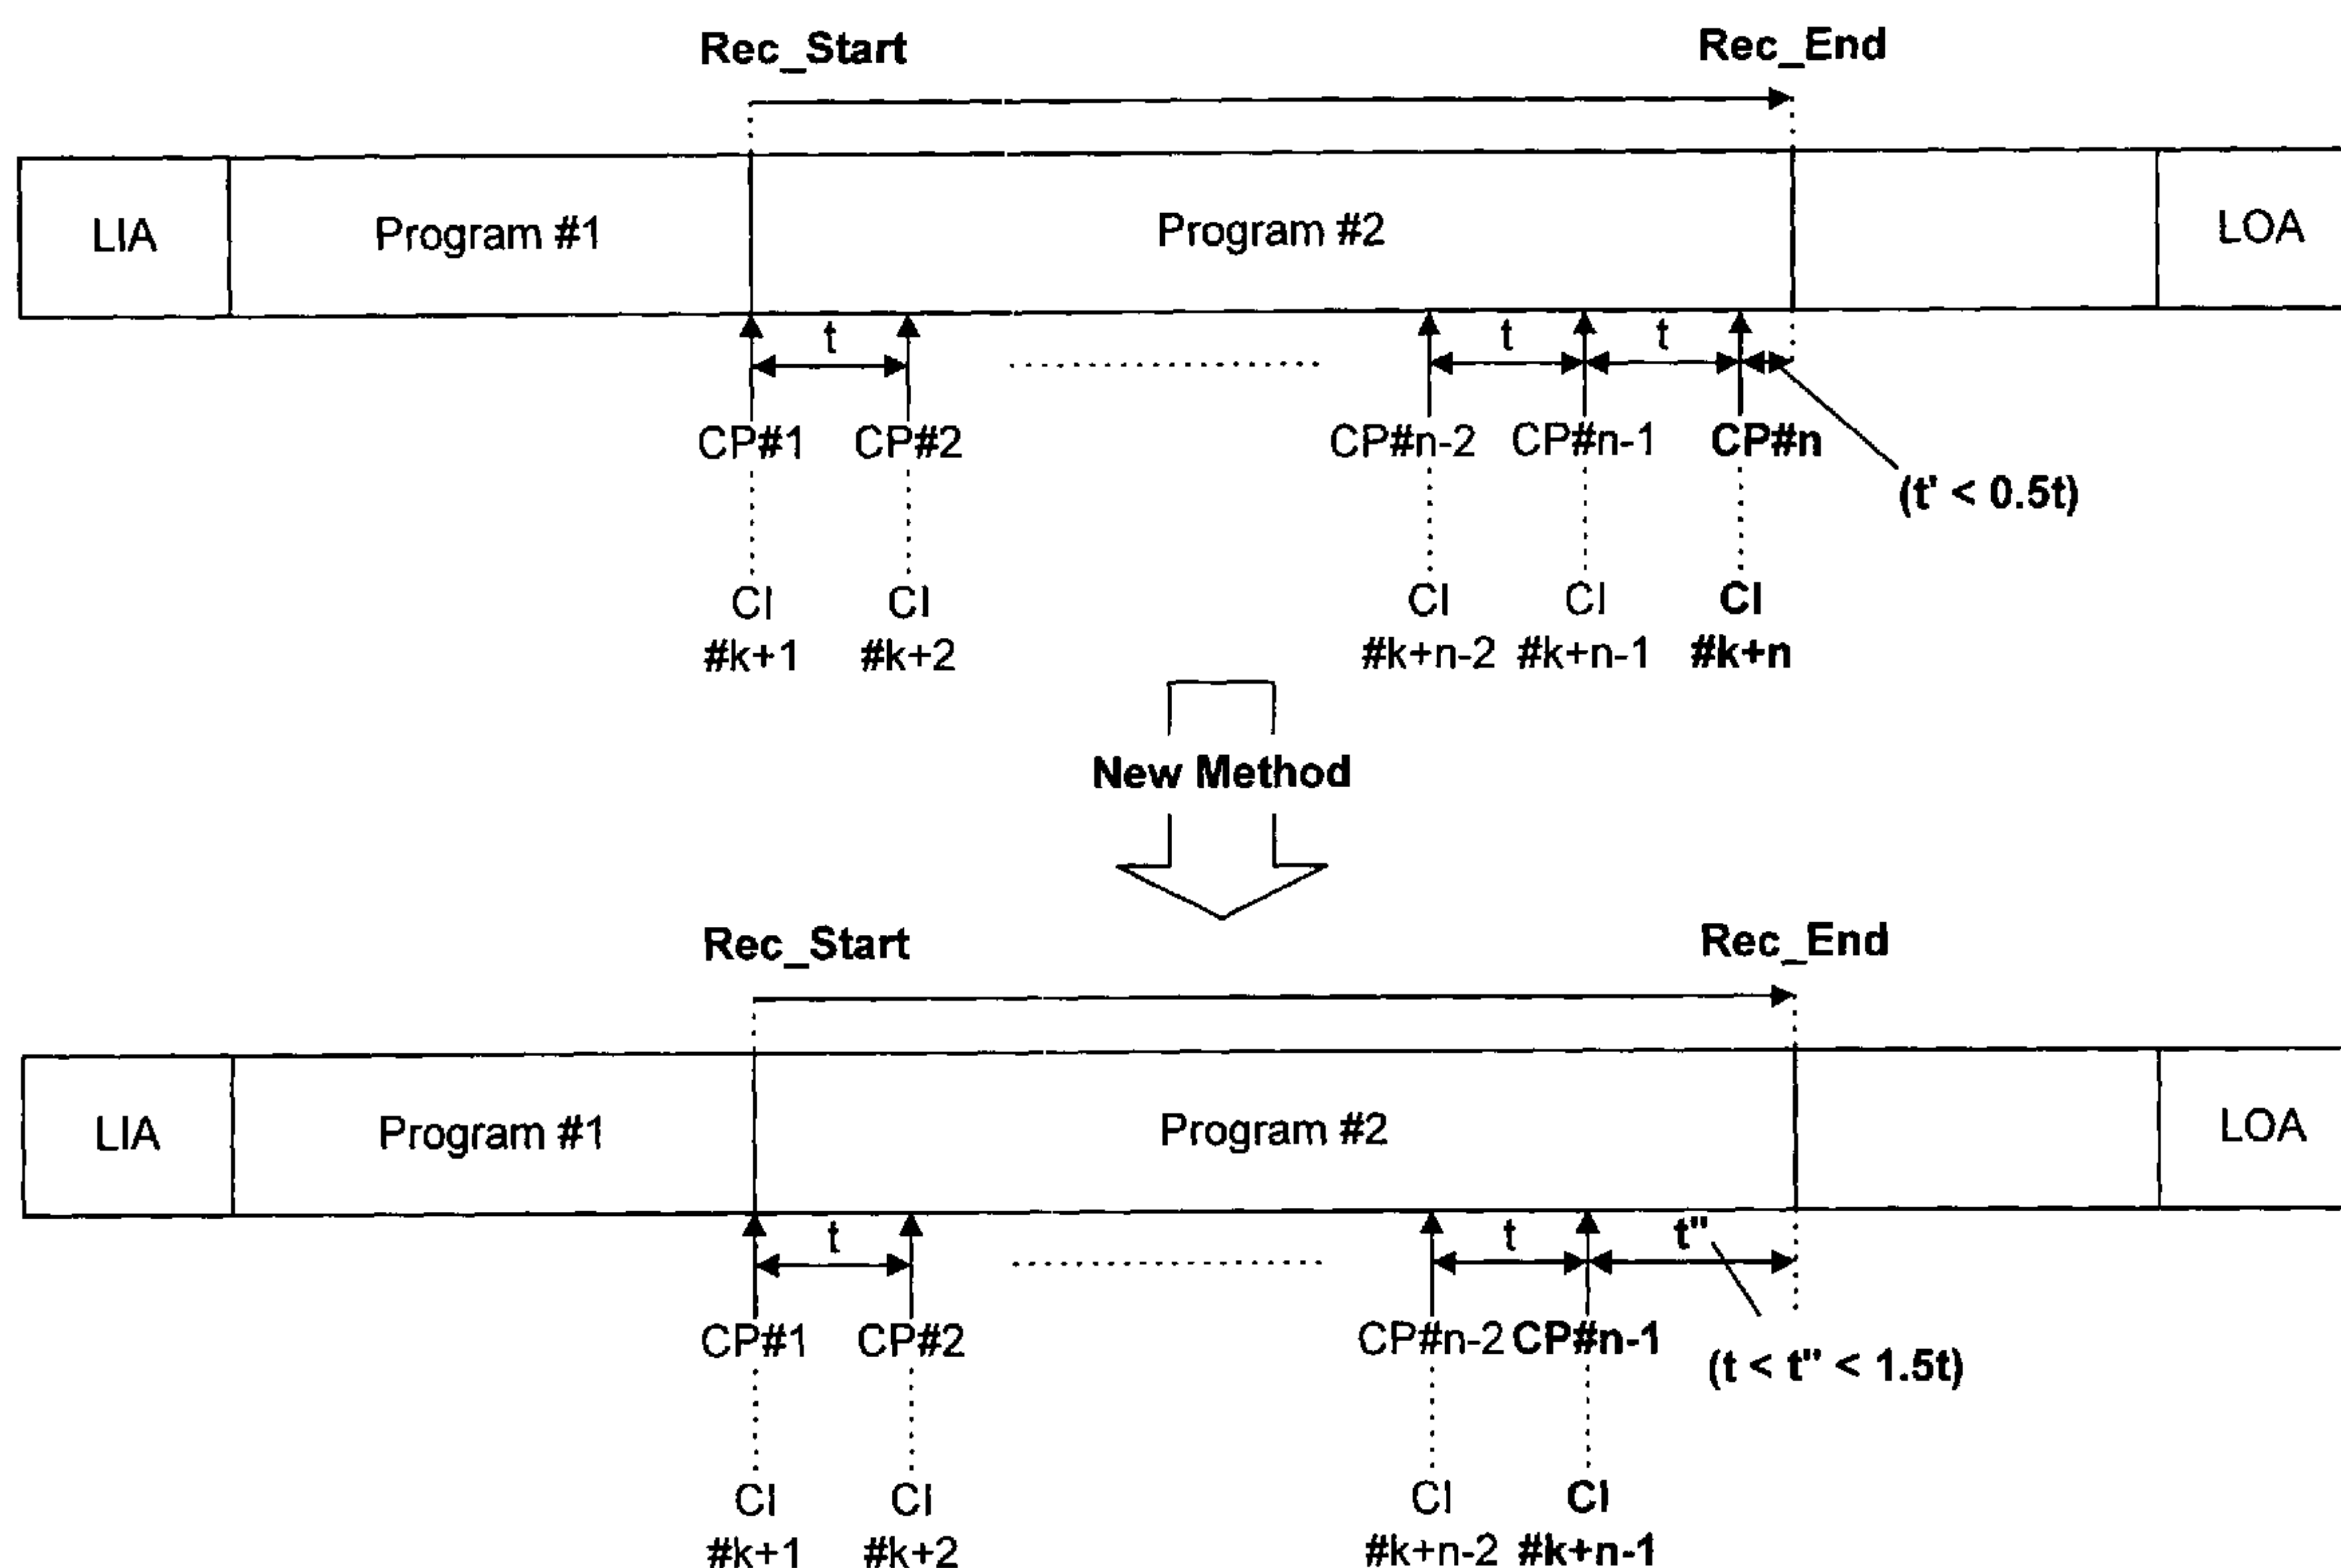 Rec_Start
Rec_End
LIA
Program #1
Program #2
LOA
t
t
t
CP#1
CP#2
CP#n-2
CP#n-1
CP#n
(t' < 0.5t)
CI
CI
CI
CI
CI
#k+1
#k+2
#k+n-2
#k+n-1
#k+n
New Method
Rec_Start
Rec_End
LIA
Program #1
Program #2
LOA
t
t
t"
CP#1
CP#2
CP#n-2
CP#n-1
(t < t" < 1.5t)
CI
CI
CI
CI
#k+1
#k+2
#k+n-2
#k+n-1